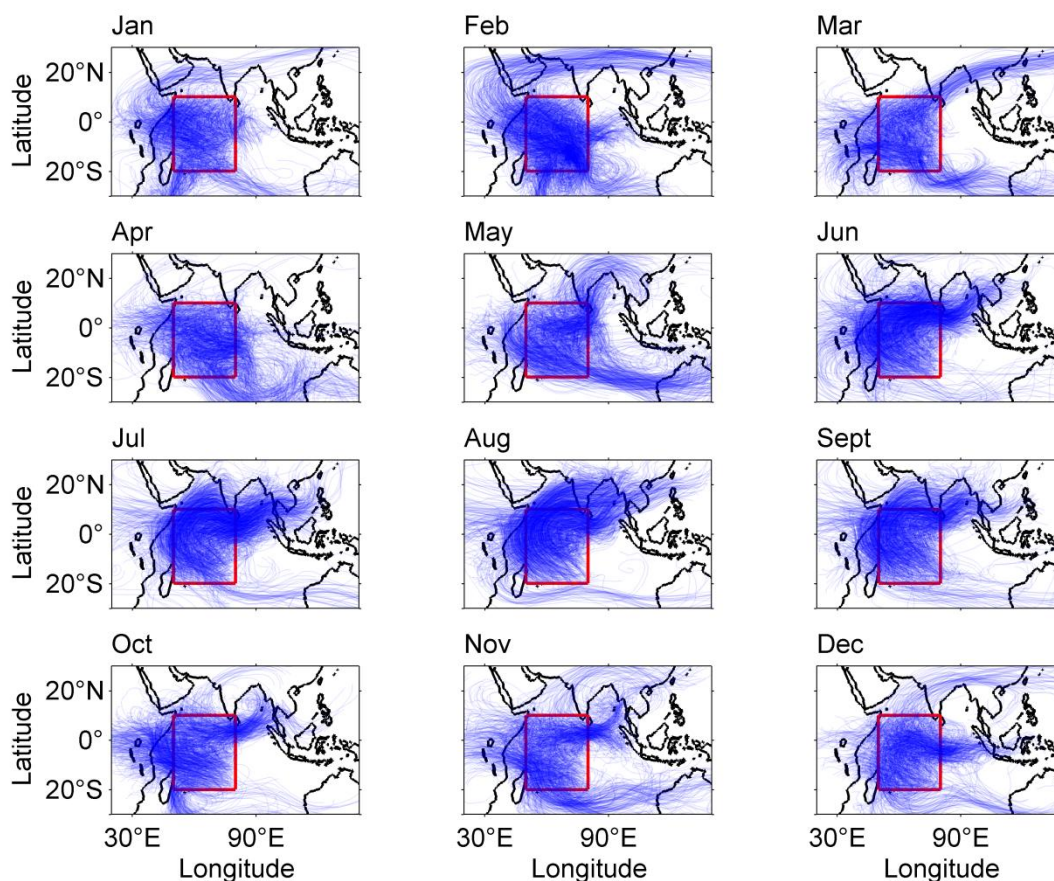 Jan Feb Mar
20°N
Latitude
0°
20°S
Apr May Jun
20°N
Latitude
0°
20°S
Jul Aug Sept
20°N
Latitude
0°
20°S
Oct Nov Dec
20°N
Latitude
0°
20°S
30°E 90°E 30°E 90°E 30°E 90°E
Longitude Longitude Longitude